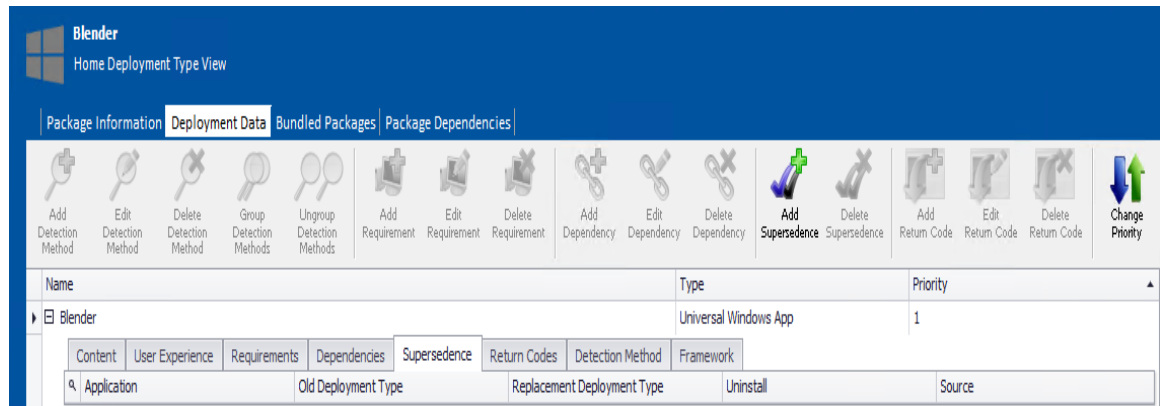 Blender
Home Deployment Type View
Package Information Deployment Data Bundled Packages Package Dependencies
Add Detection Method
Edit Detection Method
Delete Detection Method
Group Detection Methods
Ungroup Detection Methods
Add Requirement
Edit Requirement
Delete Requirement
Add Dependency
Edit Dependency
Delete Dependency
Add Supersedence
Delete Supersedence
Add Return Code
Edit Return Code
Delete Return Code
Change Priority
Name Type Priority
Blender Universal Windows App 1
Content User Experience Requirements Dependencies Supersedence Return Codes Detection Method Framework
Application Old Deployment Type Replacement Deployment Type Uninstall Source